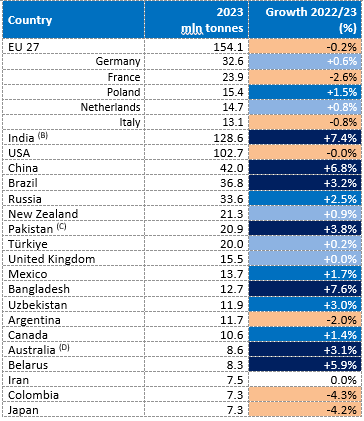 Country 2023 mln tonnes Growth 2022/23 (%)
EU 27 154.1 -0.2%
Germany 32.6 +0.6%
France 23.9 -2.6%
Poland 15.4 +1.5%
Netherlands 14.7 +0.8%
Italy 13.1 -0.8%
India (B) 128.6 +7.4%
USA 102.7 -0.0%
China 42.0 +6.8%
Brazil 36.8 +3.2%
Russia 33.6 +2.5%
New Zealand 21.3 +0.9%
Pakistan (C) 20.9 +3.8%
Türkiye 20.0 +0.2%
United Kingdom 15.5 +0.0%
Mexico 13.7 +1.7%
Bangladesh 12.7 +7.6%
Uzbekistan 11.9 +3.0%
Argentina 11.7 -2.0%
Canada 10.6 +1.4%
Australia (D) 8.6 +3.1%
Belarus 8.3 +5.9%
Iran 7.5 0.0%
Colombia 7.3 -4.3%
Japan 7.3 -4.2%